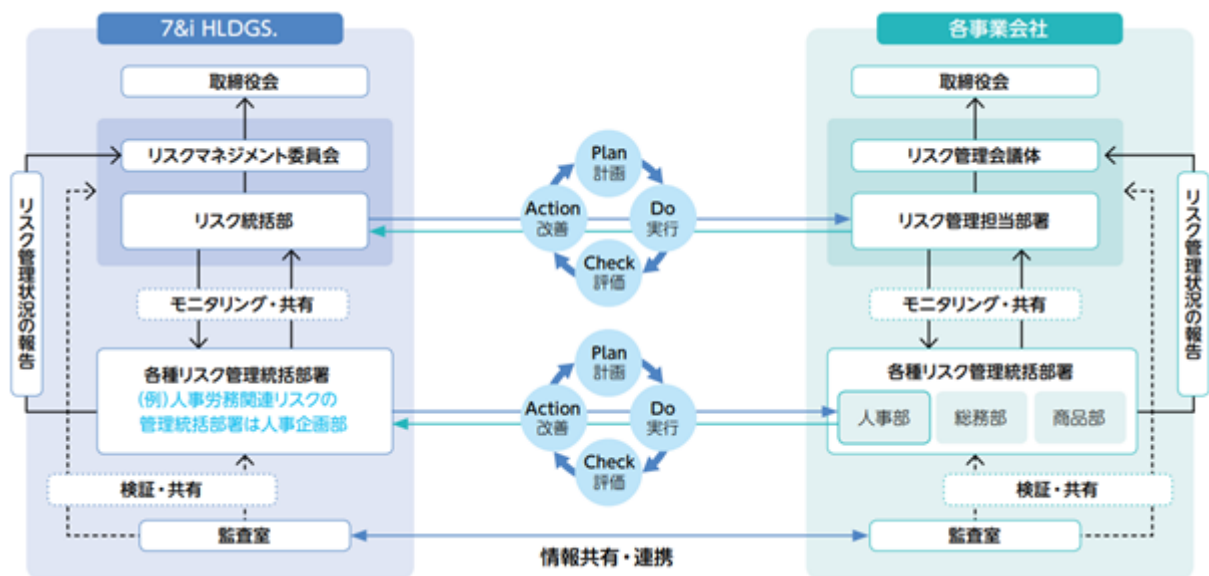 7&i HLDGS.
取締役会
リスクマネジメント委員会
リスク統括部
モニタリング・共有
各種リスク管理統括部署
(例)人事労務関連リスクの
管理統括部署は人事企画部
検証・共有
監査室
リスク管理状況の報告
Plan
計画
Do
実行
Check
評価
Action
改善
Plan
計画
Do
実行
Check
評価
Action
改善
情報共有・連携
各事業会社
取締役会
リスク管理会議体
リスク管理担当部署
モニタリング・共有
各種リスク管理統括部署
人事部
総務部
商品部
検証・共有
監査室
リスク管理状況の報告